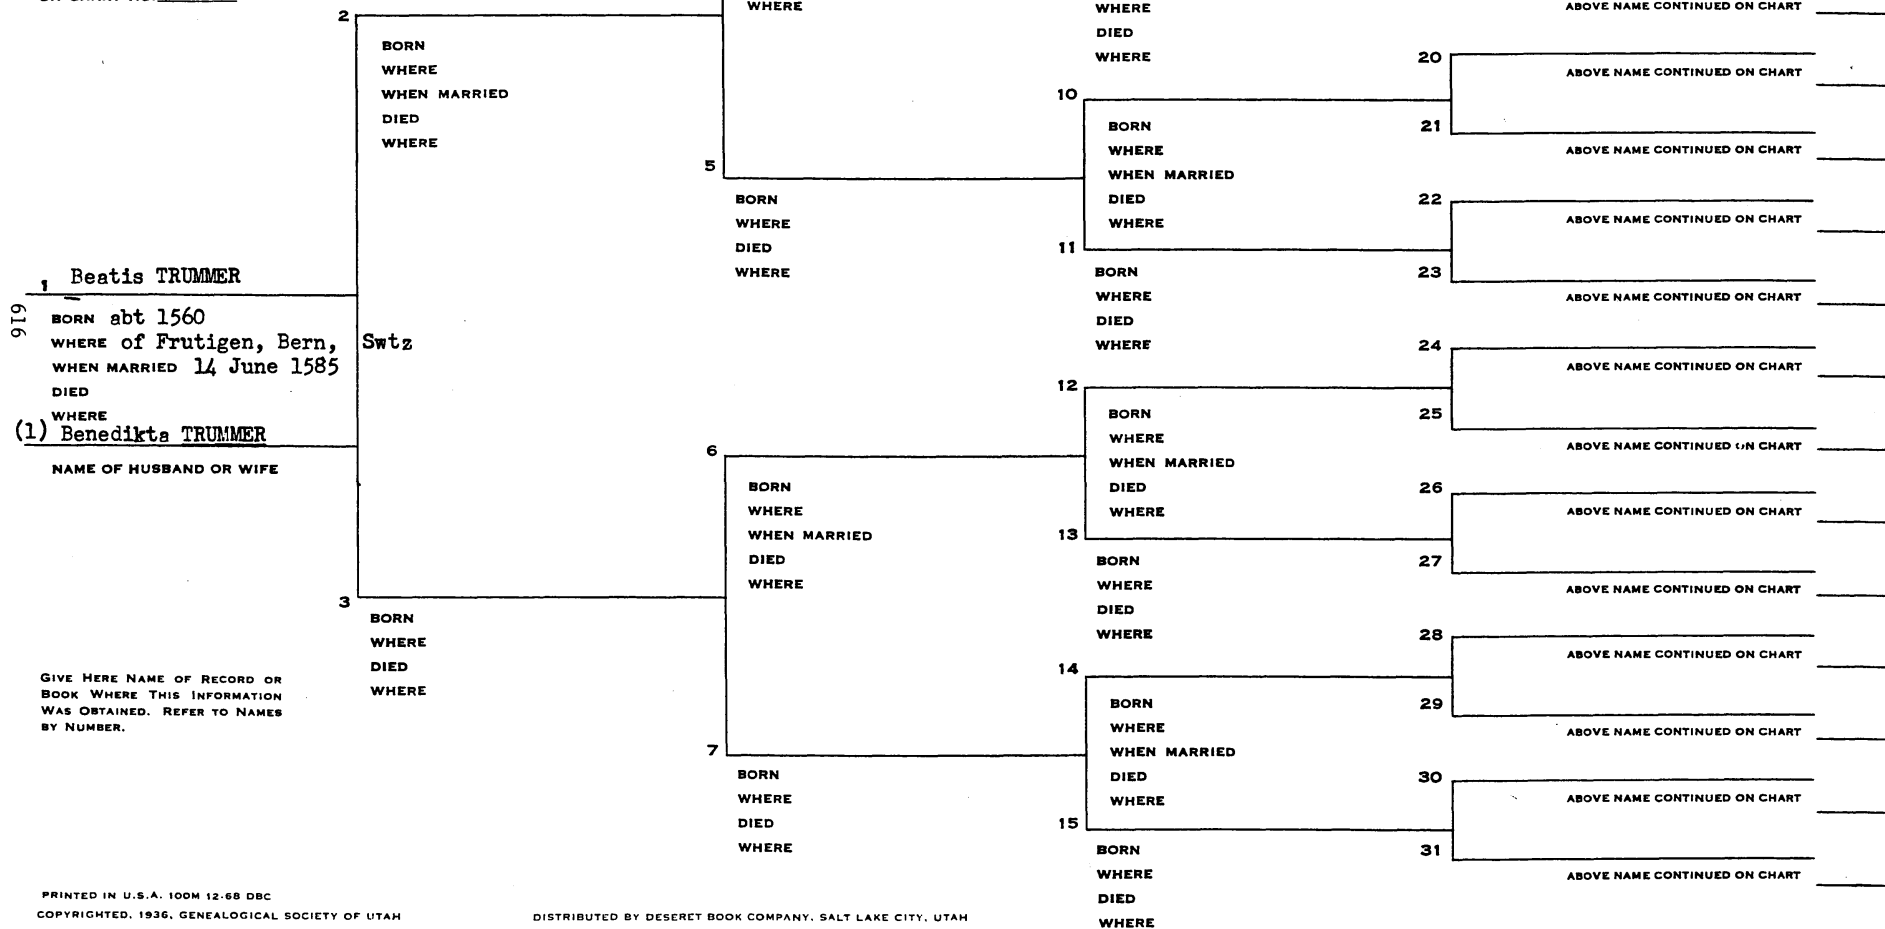 2
BORN
WHERE
WHEN MARRIED
DIED
WHERE
1 Beatis TRUMMER
BORN abt 1560
WHERE of Frutigen, Bern, Swtz
WHEN MARRIED 14 June 1585
DIED
WHERE
(1) Benedikta TRUMMER
NAME OF HUSBAND OR WIFE
616
3
BORN
WHERE
DIED
WHERE
GIVE HERE NAME OF RECORD OR
BOOK WHERE THIS INFORMATION
WAS OBTAINED. REFER TO NAMES
BY NUMBER.
WHERE
5
BORN
WHERE
DIED
WHERE
6
BORN
WHERE
WHEN MARRIED
DIED
WHERE
7
BORN
WHERE
DIED
WHERE
WHERE
DIED
WHERE
10
BORN
WHERE
WHEN MARRIED
DIED
WHERE
11
BORN
WHERE
DIED
WHERE
12
BORN
WHERE
WHEN MARRIED
DIED
WHERE
13
BORN
WHERE
DIED
WHERE
14
BORN
WHERE
WHEN MARRIED
DIED
WHERE
15
BORN
WHERE
DIED
WHERE
ABOVE NAME CONTINUED ON CHART
20
ABOVE NAME CONTINUED ON CHART
21
ABOVE NAME CONTINUED ON CHART
22
ABOVE NAME CONTINUED ON CHART
23
ABOVE NAME CONTINUED ON CHART
24
ABOVE NAME CONTINUED ON CHART
25
ABOVE NAME CONTINUED ON CHART
26
ABOVE NAME CONTINUED ON CHART
27
ABOVE NAME CONTINUED ON CHART
28
ABOVE NAME CONTINUED ON CHART
29
ABOVE NAME CONTINUED ON CHART
30
ABOVE NAME CONTINUED ON CHART
31
ABOVE NAME CONTINUED ON CHART
PRINTED IN U.S.A. 100M 12-68 DBC
COPYRIGHTED, 1936, GENEALOGICAL SOCIETY OF UTAH
DISTRIBUTED BY DESERET BOOK COMPANY, SALT LAKE CITY, UTAH